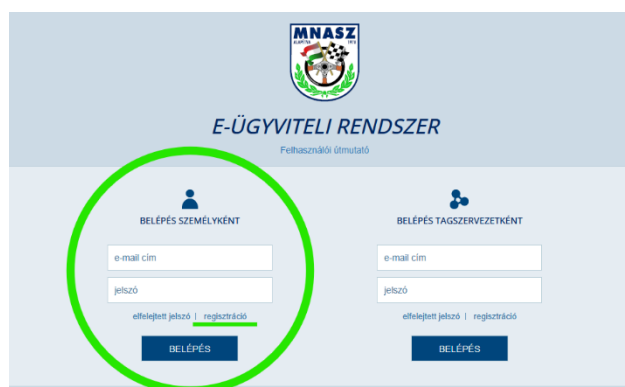 MNASZ
E-ÜGYVITELI RENDSZER
Felhasználói útmutató
BELÉPÉS SZEMÉLYKÉNT
e-mail cím
jelszó
elfelejtett jelszó | regisztráció
BELÉPÉS
BELÉPÉS TAGSZERVEZETKÉNT
e-mail cím
jelszó
elfelejtett jelszó | regisztráció
BELÉPÉS